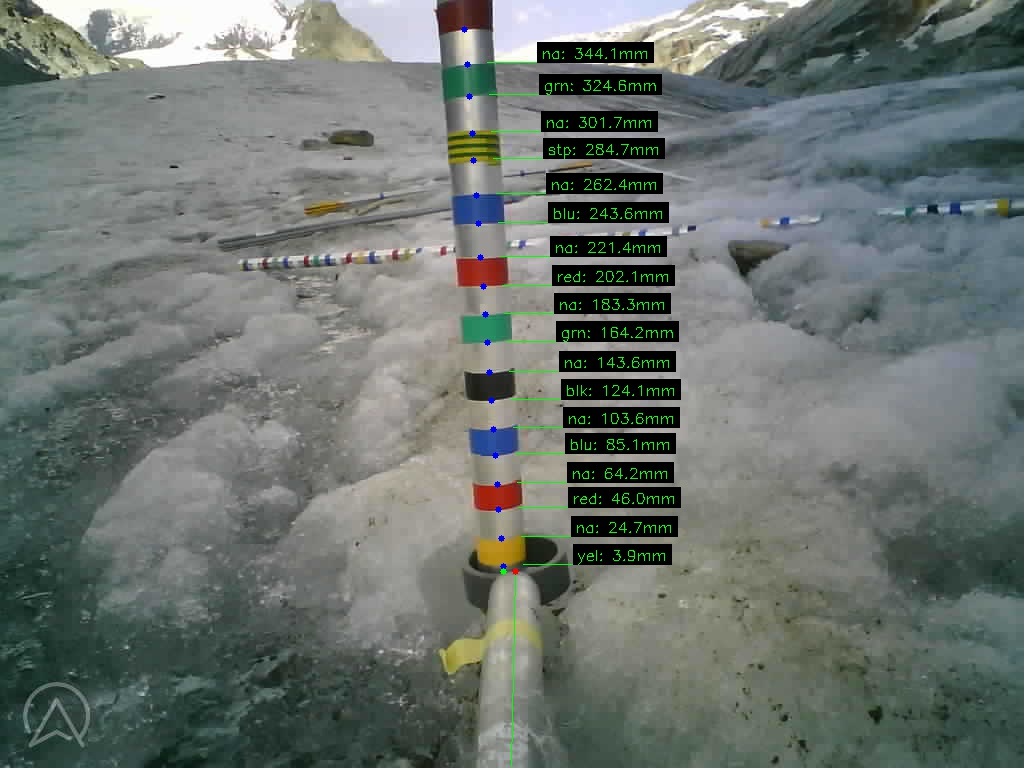 na: 344.1mm
grn: 324.6mm
na: 301.7mm
stp: 284.7mm
na: 262.4mm
blu: 243.6mm
na: 221.4mm
red: 202.1mm
na: 183.3mm
grn: 164.2mm
na: 143.6mm
blk: 124.1mm
na: 103.6mm
blu: 85.1mm
na: 64.2mm
red: 46.0mm
na: 24.7mm
yel: 3.9mm